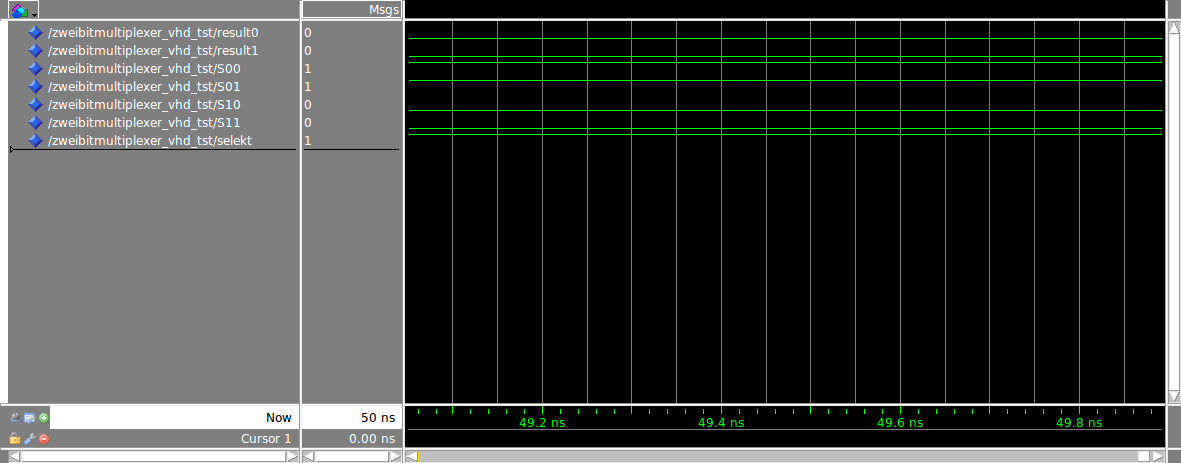 Msgs
/zweibitmultiplexer_vhd_tst/result0 0
/zweibitmultiplexer_vhd_tst/result1 0
/zweibitmultiplexer_vhd_tst/S00 1
/zweibitmultiplexer_vhd_tst/S01 1
/zweibitmultiplexer_vhd_tst/S10 0
/zweibitmultiplexer_vhd_tst/S11 0
/zweibitmultiplexer_vhd_tst/selekt 1
Now 50 ns 49.2 ns 49.4 ns 49.6 ns 49.8 ns
Cursor 1 0.00 ns